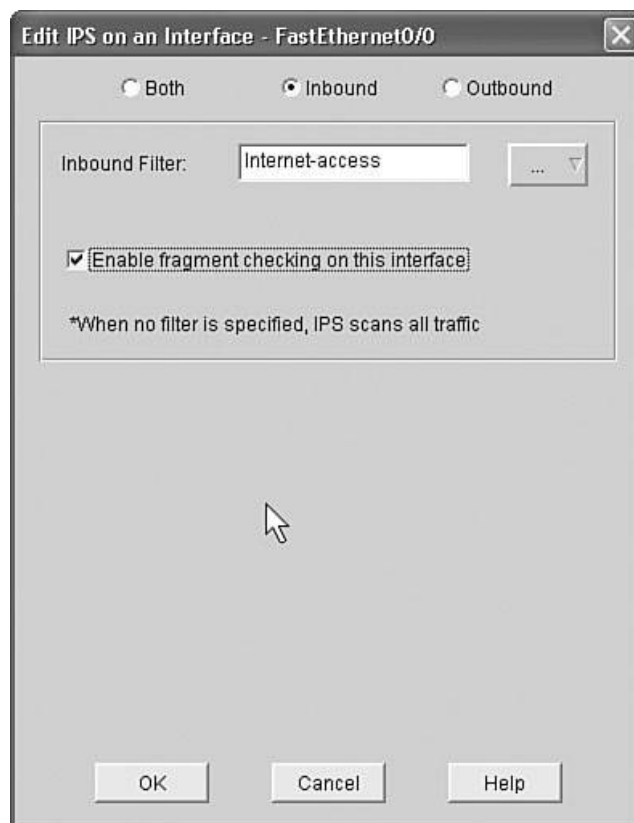 Edit IPS on an Interface - FastEthernet0/0
Both Inbound Outbound
Inbound Filter: Internet-access ...
Enable fragment checking on this interface
*When no filter is specified, IPS scans all traffic
OK Cancel Help